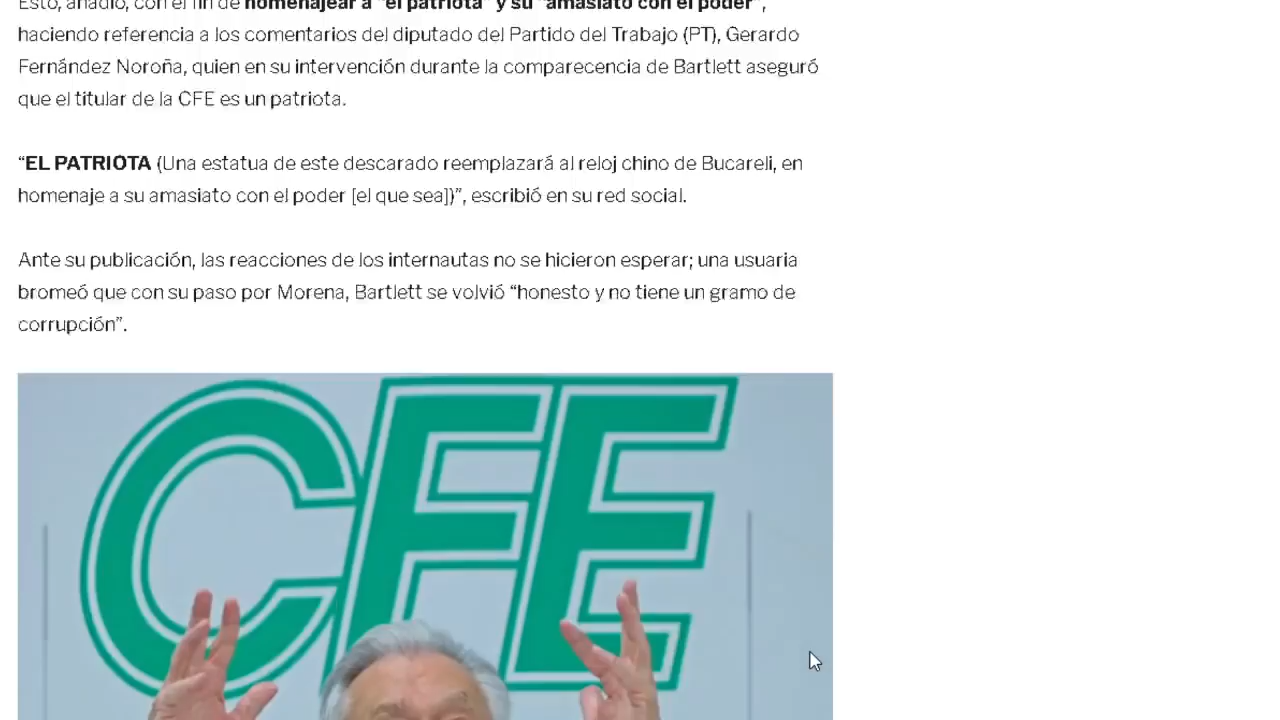 Esto, añadió, con el fin de homenajear a "el patriota" y su "amasiato con el poder",
haciendo referencia a los comentarios del diputado del Partido del Trabajo (PT), Gerardo
Fernández Noroña, quien en su intervención durante la comparecencia de Bartlett aseguró
que el titular de la CFE es un patriota.
“EL PATRIOTA (Una estatua de este descarado reemplazará al reloj chino de Bucareli, en
homenaje a su amasiato con el poder [el que sea])”, escribió en su red social.
Ante su publicación, las reacciones de los internautas no se hicieron esperar; una usuaria
bromeó que con su paso por Morena, Bartlett se volvió “honesto y no tiene un gramo de
corrupción”.
CFE